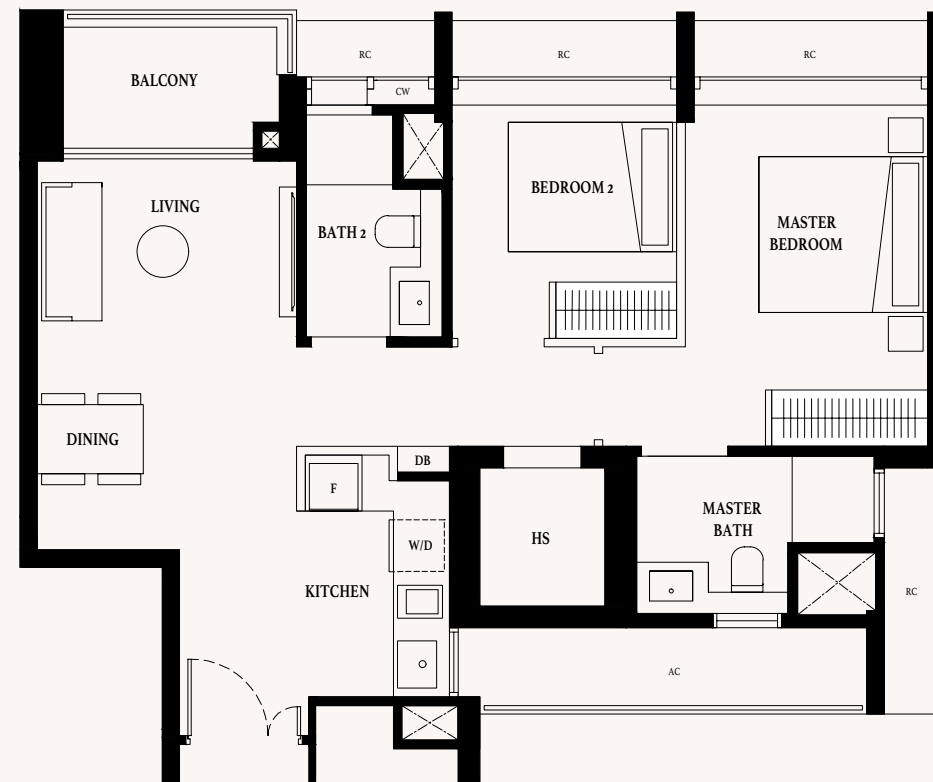 RC
RC
RC
BALCONY
CW
LIVING
BATH 2
BEDROOM 2
MASTER
BEDROOM
DINING
DB
F
W/D
HS
MASTER
BATH
KITCHEN
RC
AC